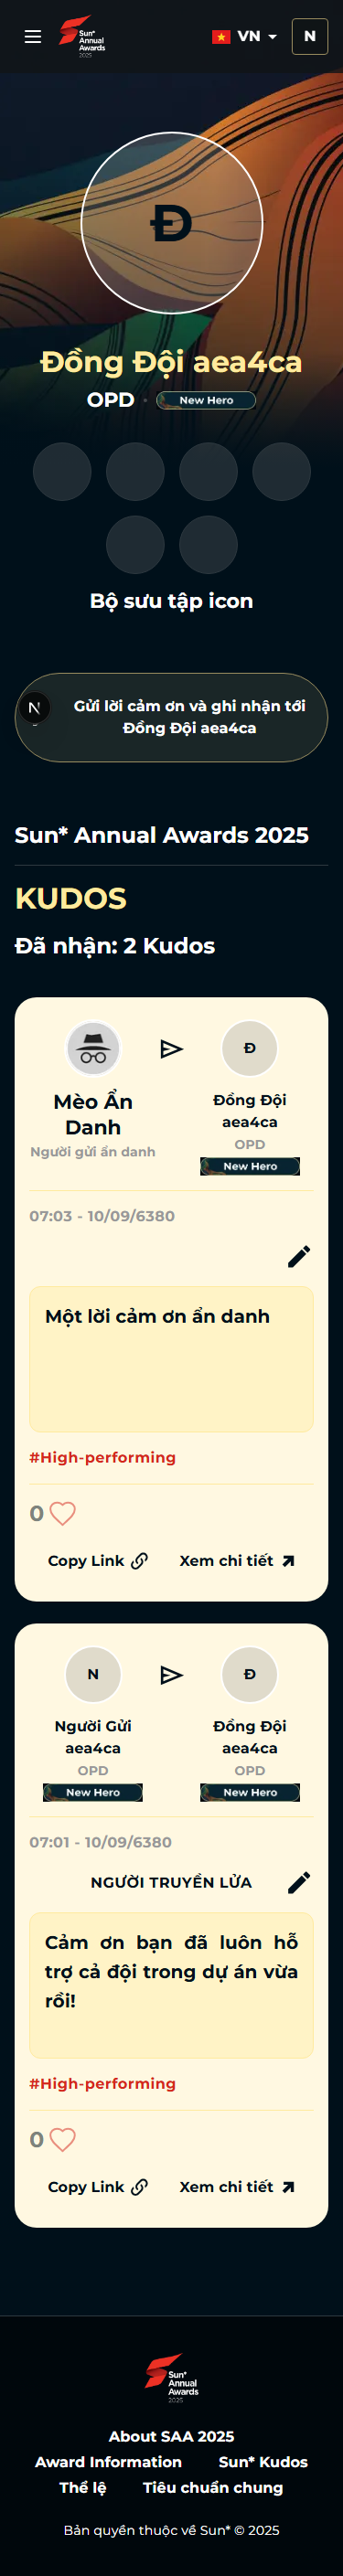 Sun*
Annual
Awards
2025
VN
N
Đ
Đồng Đội aea4ca
OPD
New Hero
Bộ sưu tập icon
N
Gửi lời cảm ơn và ghi nhận tới
Đồng Đội aea4ca
Sun* Annual Awards 2025
KUDOS
Đã nhận: 2 Kudos
Đ
Mèo Ẩn
Danh
Người gửi ẩn danh
Đồng Đội
aea4ca
OPD
New Hero
07:03 - 10/09/6380
Một lời cảm ơn ẩn danh
#High-performing
0
Copy Link
Xem chi tiết
N
Đ
Người Gửi
aea4ca
OPD
New Hero
Đồng Đội
aea4ca
OPD
New Hero
07:01 - 10/09/6380
NGƯỜI TRUYỀN LỬA
Cảm ơn bạn đã luôn hỗ
trợ cả đội trong dự án vừa
rồi!
#High-performing
0
Copy Link
Xem chi tiết
Sun*
Annual
Awards
2025
About SAA 2025
Award Information
Sun* Kudos
Thể lệ
Tiêu chuẩn chung
Bản quyền thuộc về Sun* © 2025